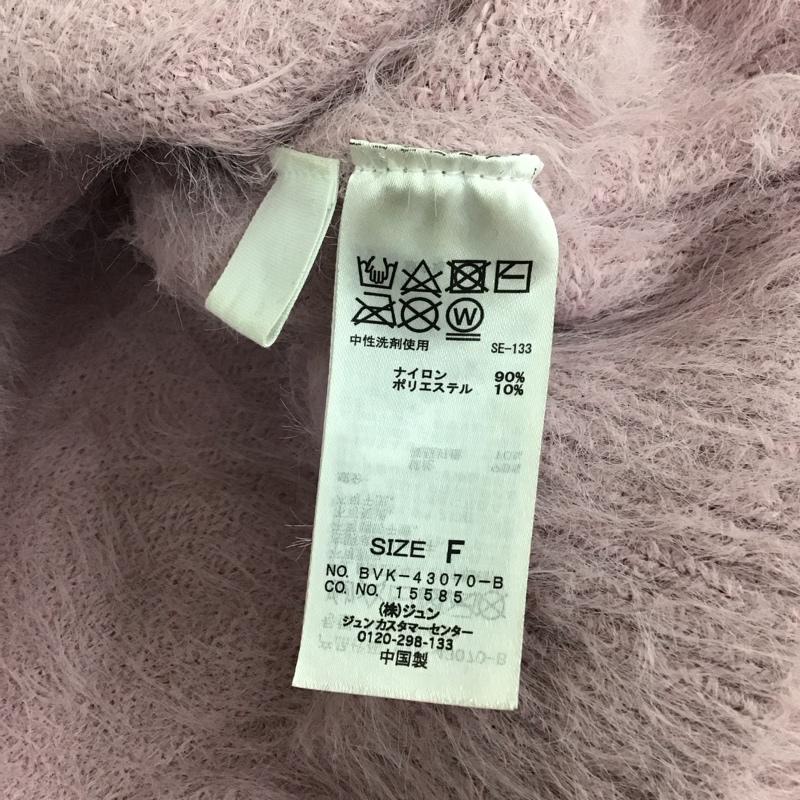 中性洗剤使用 SE-133
ナイロン 90%
ポリエステル 10%
SIZE F
NO. BVK-43070-B
CO. NO. 15585
(株)ジュン
ジュンカスタマーセンター
0120-298-133
中国製